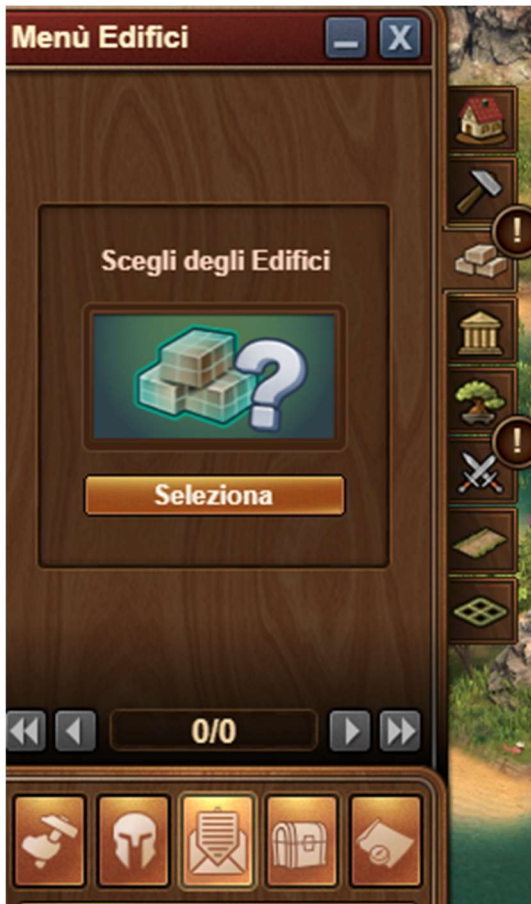 Menù Edifici
X
!
Scegli degli Edifici
?
!
Seleziona
0/0